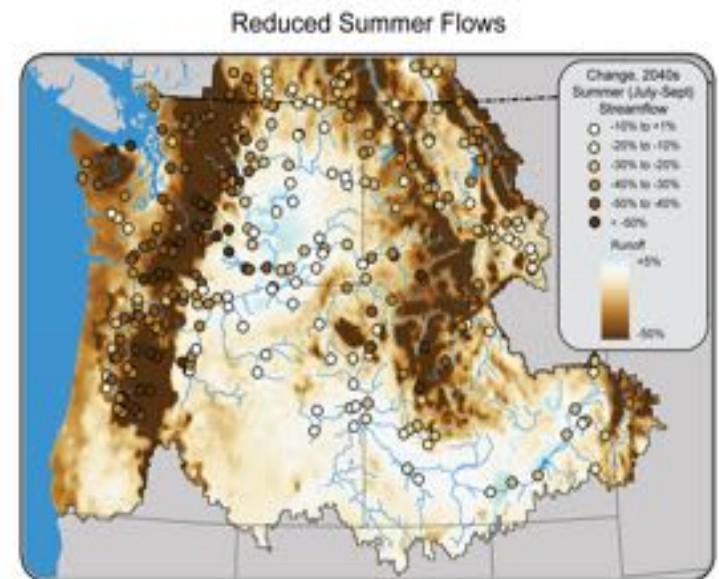 Reduced Summer Flows
Change, 2040s
Summer (July-Sept)
Streamflow
-10% to +1%
-20% to -10%
-30% to -20%
-40% to -30%
-50% to -40%
< -50%
Runoff
+5%
-50%